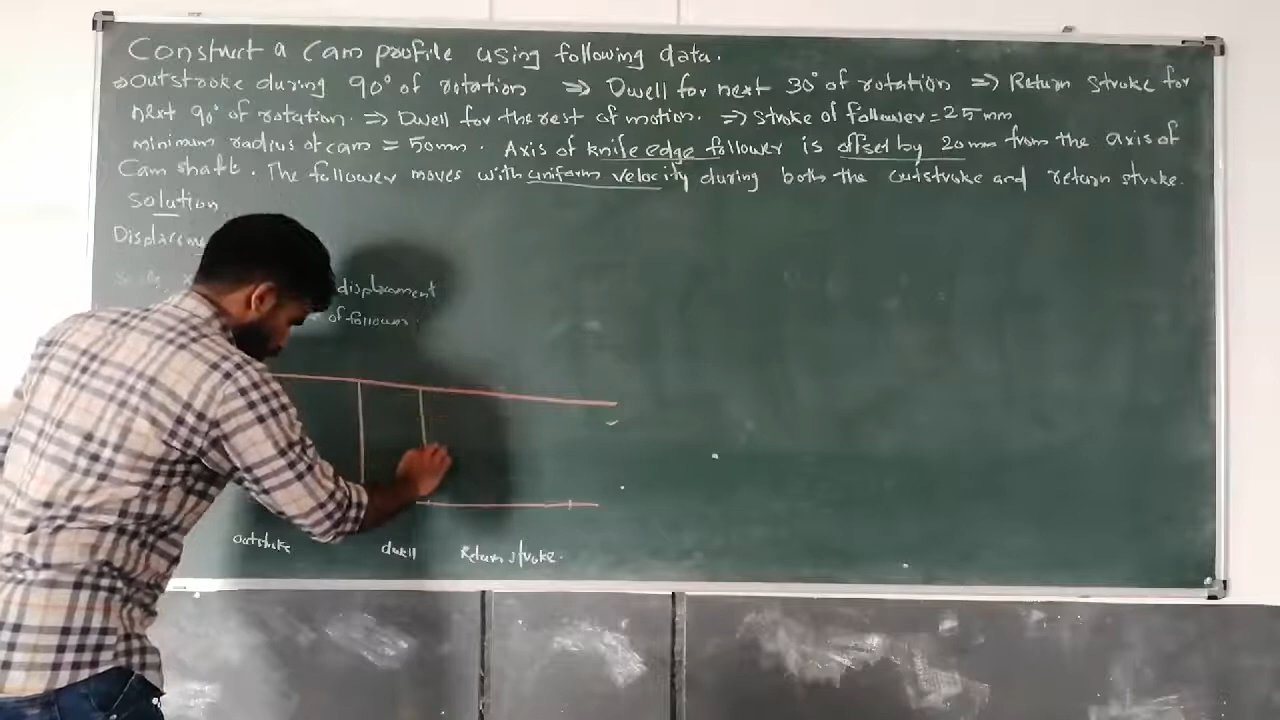 Construct a Cam profile using following data.
⇒ Outstroke during 90° of rotation ⇒ Dwell for next 30° of rotation ⇒ Return stroke for
next 90° of rotation. ⇒ Dwell for the rest of motion. ⇒ Stroke of follower = 25mm
minimum radius of cam = 50mm. Axis of knife edge follower is offset by 20mm from the axis of
Cam shaft. The follower moves with uniform velocity during both the outstroke and return stroke.
Solution
displacement
of follower.
outstroke dwell Return stroke.